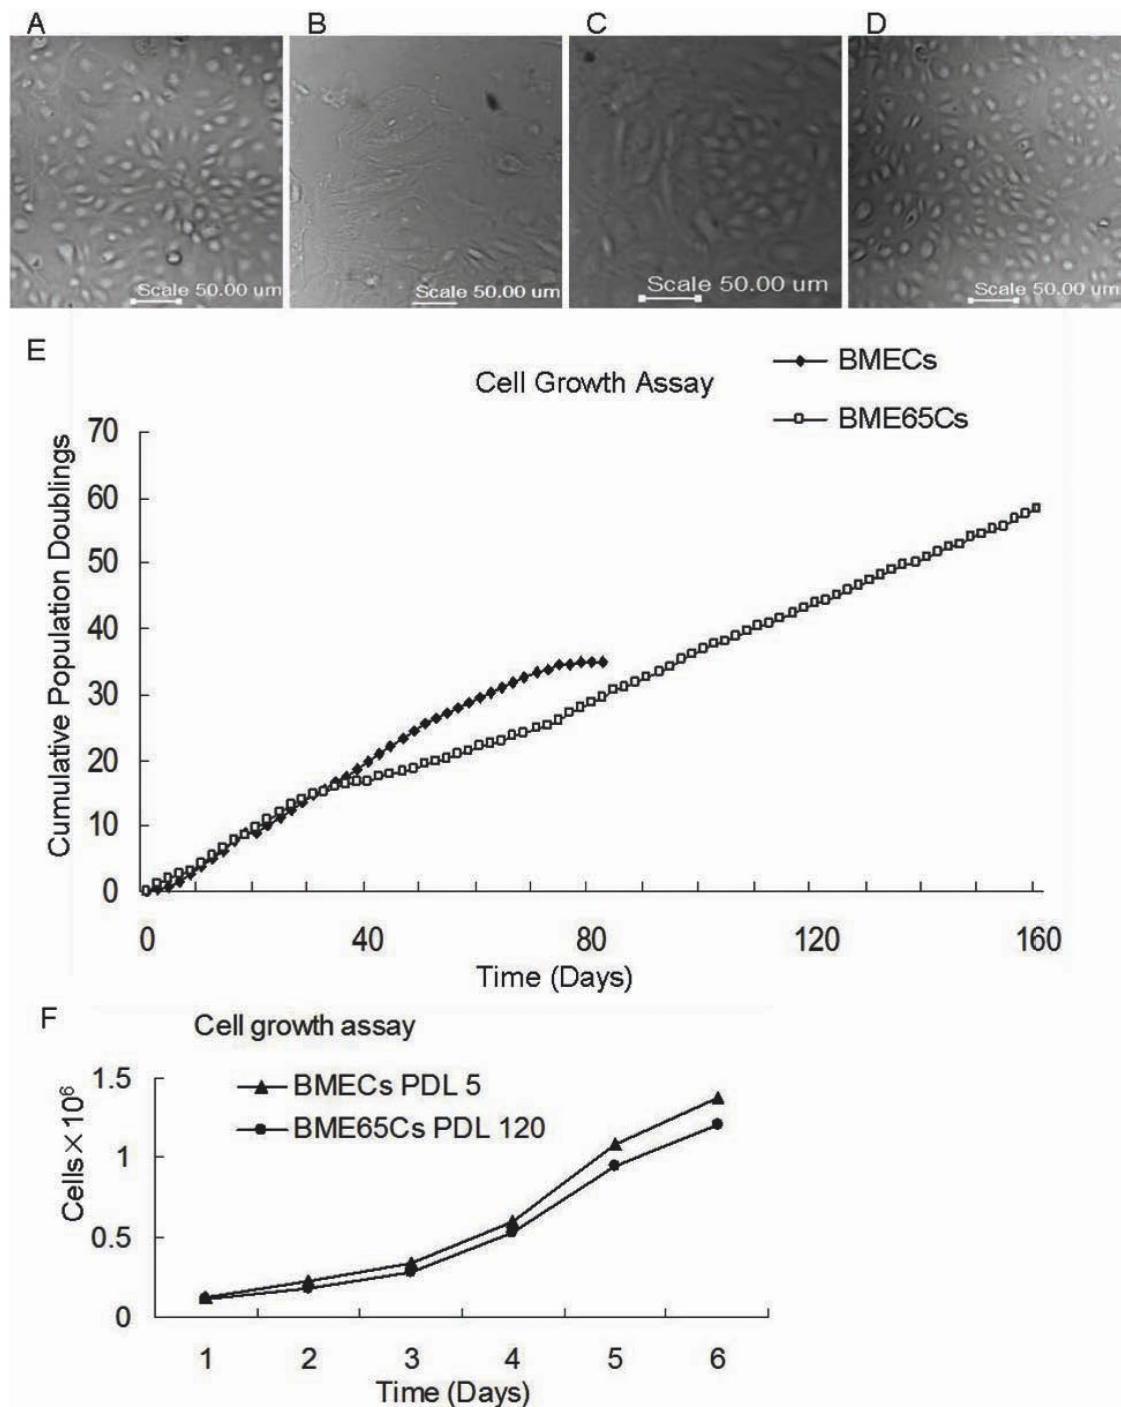 A B C D
Scale 50.00 um Scale 50.00 um Scale 50.00 um Scale 50.00 um
E
Cell Growth Assay
BMECs
BME65Cs
Cumulative Population Doublings
70
60
50
40
30
20
10
0
0 40 80 120 160
Time (Days)
F
Cell growth assay
BMECs PDL 5
BME65Cs PDL 120
Cells×10⁶
1.5
1
0.5
0
1 2 3 4 5 6
Time (Days)